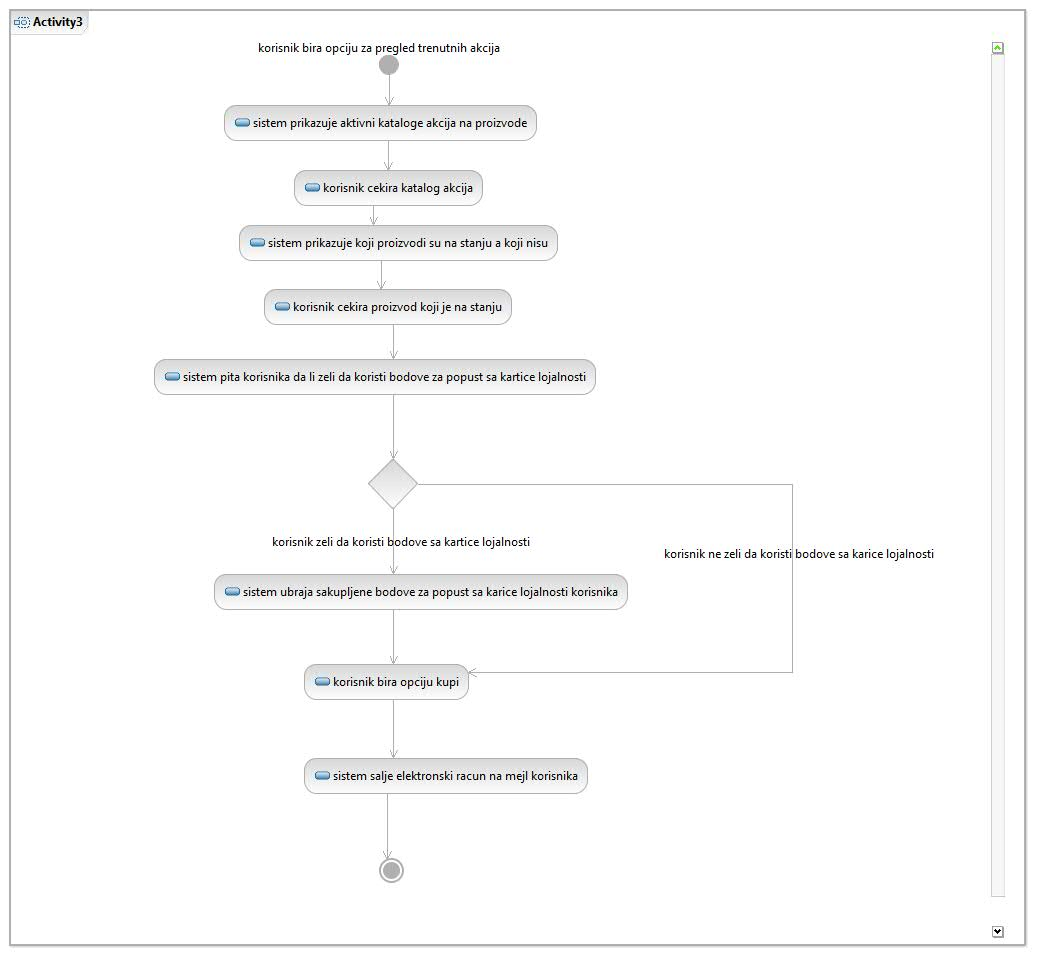 Activity3
korisnik bira opciju za pregled trenutnih akcija
sistem prikazuje aktivni kataloge akcija na proizvode
korisnik cekira katalog akcija
sistem prikazuje koji proizvodi su na stanju a koji nisu
korisnik cekira proizvod koji je na stanju
sistem pita korisnika da li zeli da koristi bodove za popust sa kartice lojalnosti
korisnik zeli da koristi bodove sa kartice lojalnosti
korisnik ne zeli da koristi bodove sa karice lojalnosti
sistem ubraja sakupljene bodove za popust sa karice lojalnosti korisnika
korisnik bira opciju kupi
sistem salje elektronski racun na mejl korisnika